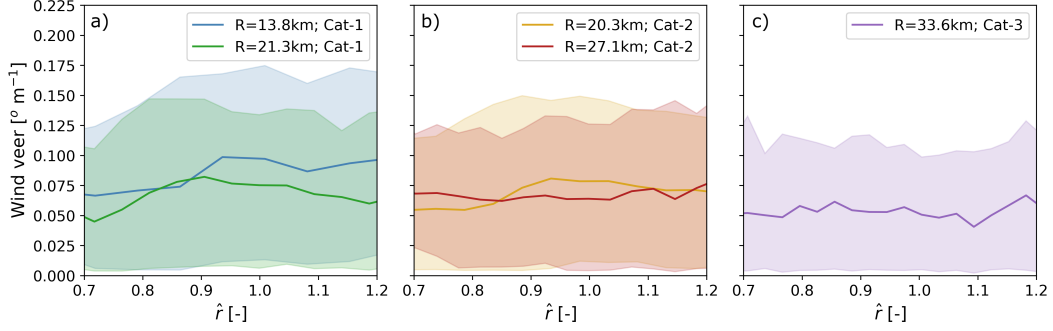 a)
R=13.8km; Cat-1
R=21.3km; Cat-1
b)
R=20.3km; Cat-2
R=27.1km; Cat-2
c)
R=33.6km; Cat-3
Wind veer [° m⁻¹]
0.225
0.200
0.175
0.150
0.125
0.100
0.075
0.050
0.025
0.000
0.7 0.8 0.9 1.0 1.1 1.2
0.7 0.8 0.9 1.0 1.1 1.2
0.7 0.8 0.9 1.0 1.1 1.2
r̂ [-]
r̂ [-]
r̂ [-]